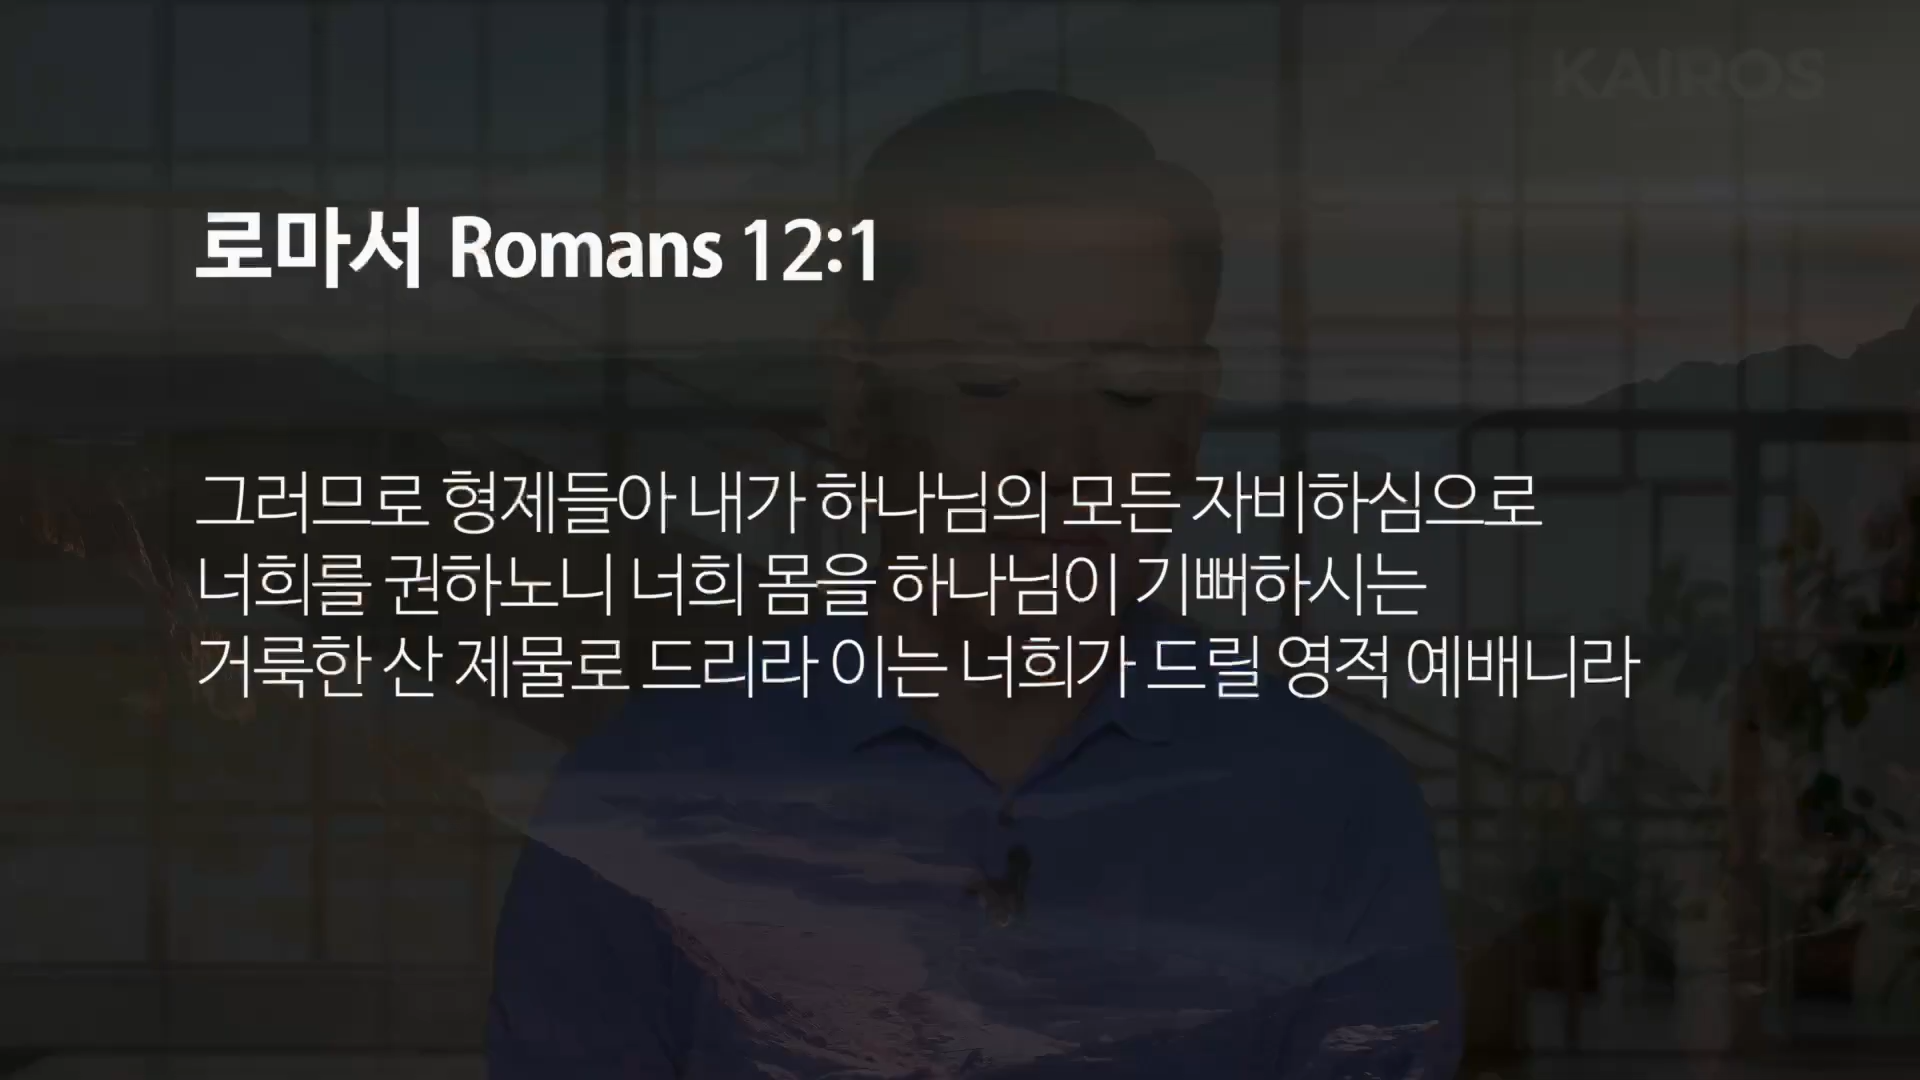 KAIROS
로마서 Romans 12:1
그러므로 형제들아 내가 하나님의 모든 자비하심으로
너희를 권하노니 너희 몸을 하나님이 기뻐하시는
거룩한 산 제물로 드리라 이는 너희가 드릴 영적 예배니라